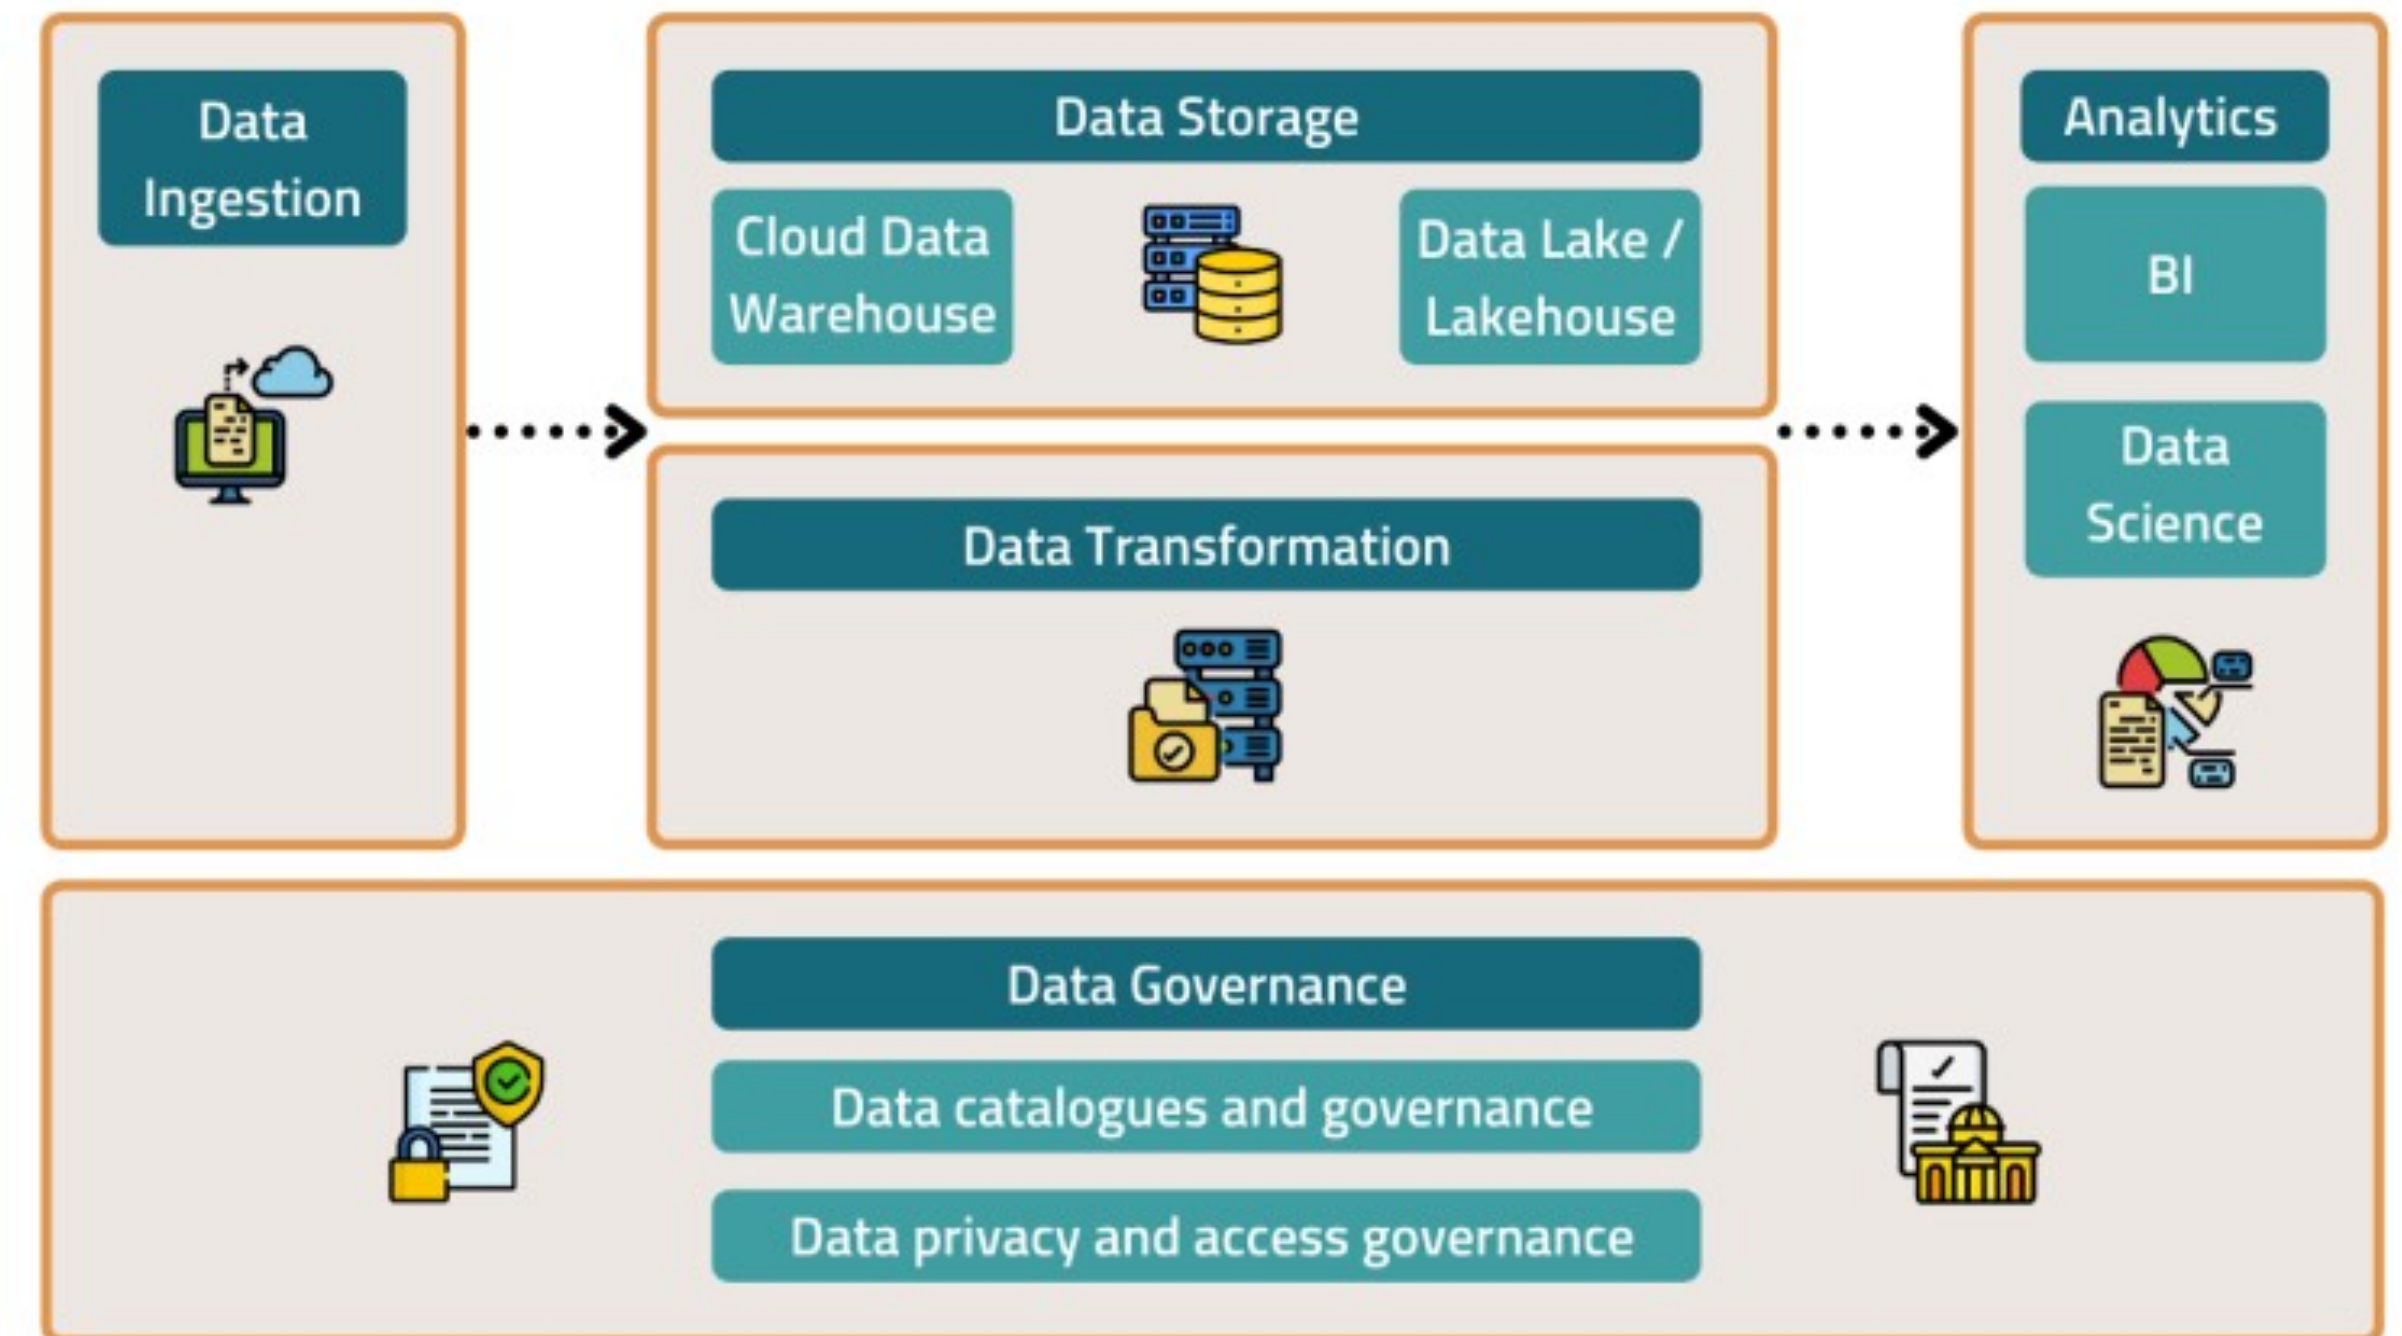 Data
Ingestion
Data Storage
Cloud Data
Warehouse
Data Lake /
Lakehouse
Data Transformation
Analytics
BI
Data
Science
Data Governance
Data catalogues and governance
Data privacy and access governance